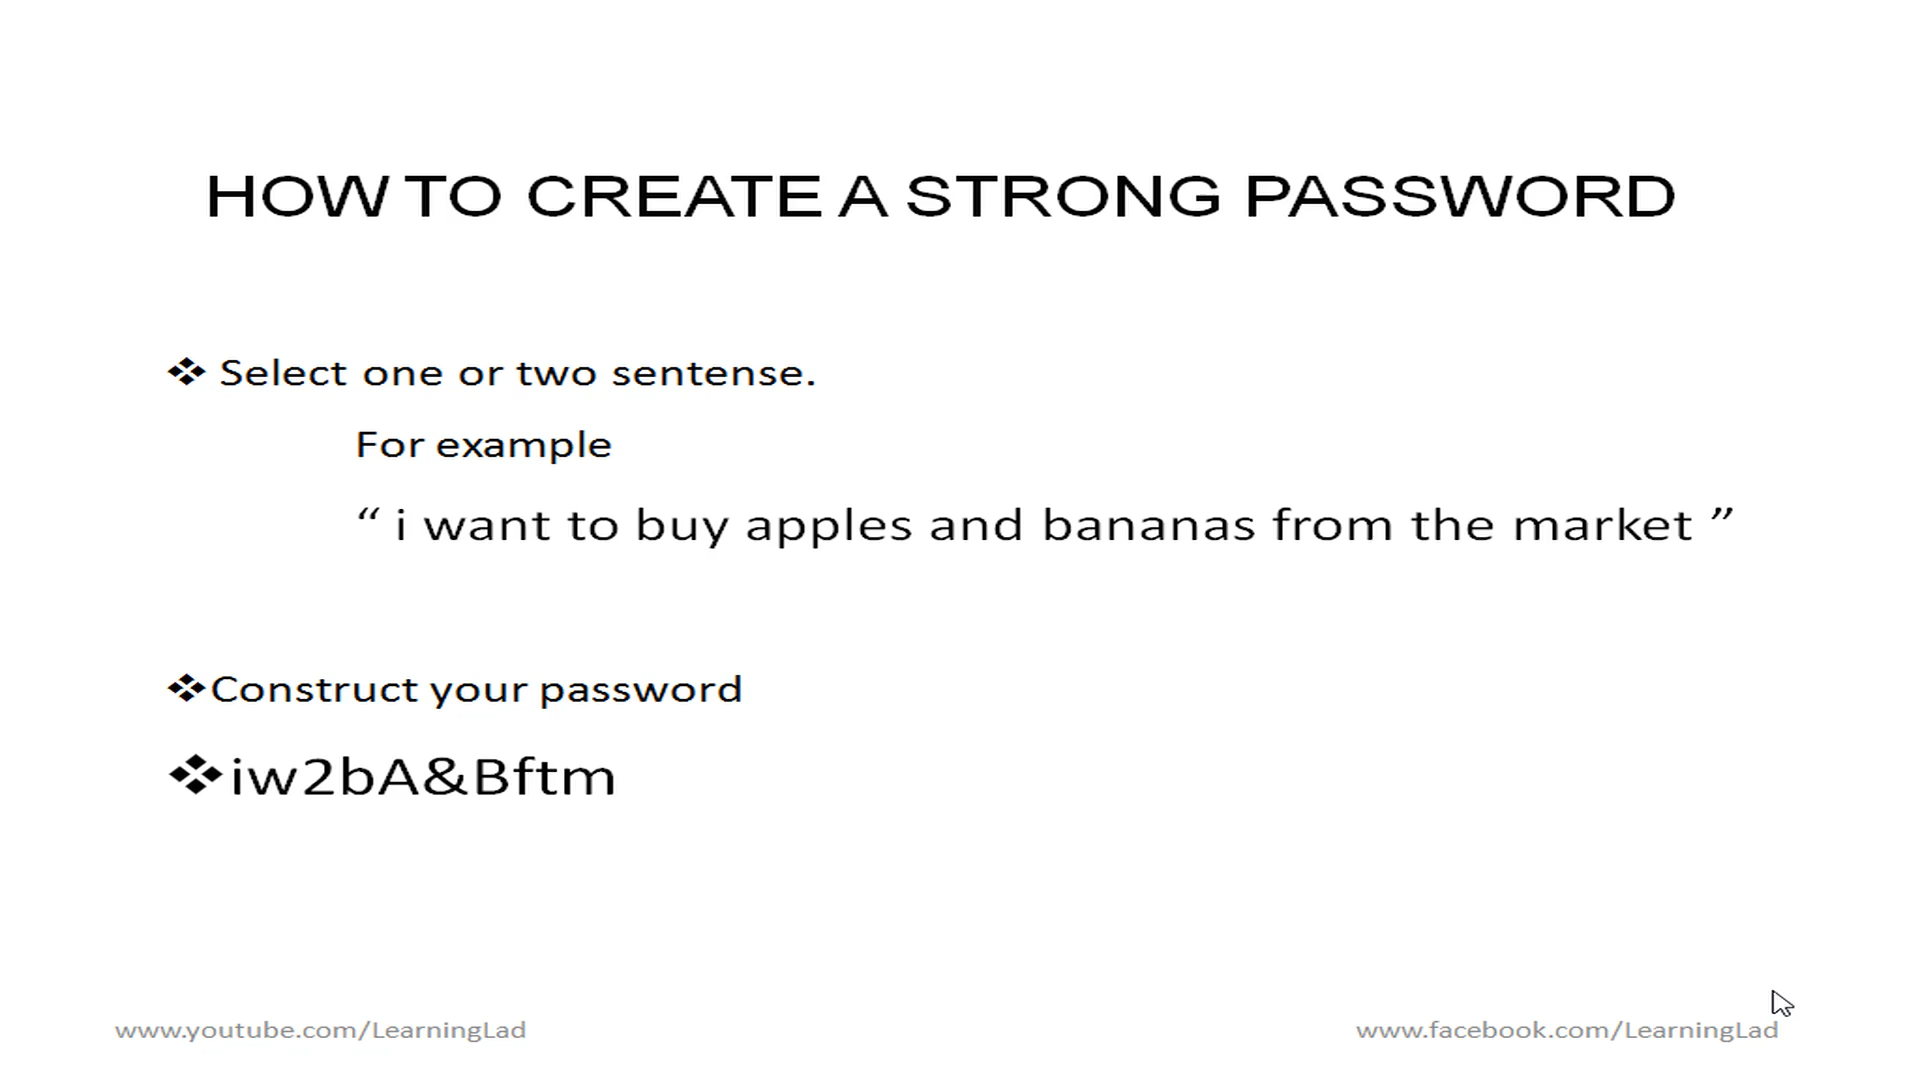 HOW TO CREATE A STRONG PASSWORD
❖ Select one or two sentense.
For example
“ i want to buy apples and bananas from the market ”
❖Construct your password
❖iw2bA&Bftm
www.youtube.com/LearningLad
www.facebook.com/LearningLad